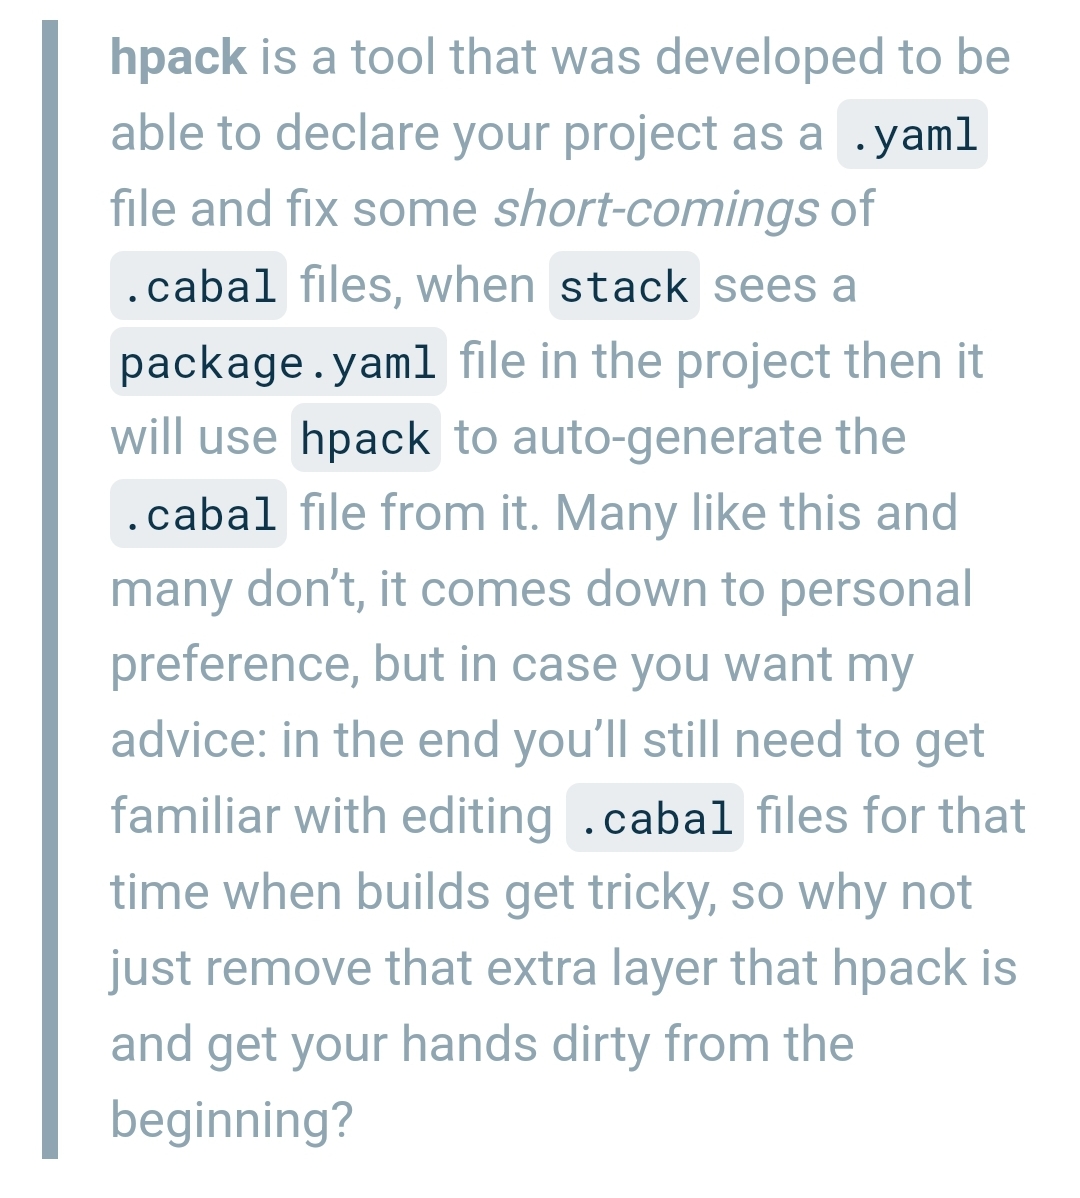 hpack is a tool that was developed to be
able to declare your project as a .yaml
file and fix some short-comings of
.cabal files, when stack sees a
package.yaml file in the project then it
will use hpack to auto-generate the
.cabal file from it. Many like this and
many don’t, it comes down to personal
preference, but in case you want my
advice: in the end you’ll still need to get
familiar with editing .cabal files for that
time when builds get tricky, so why not
just remove that extra layer that hpack is
and get your hands dirty from the
beginning?